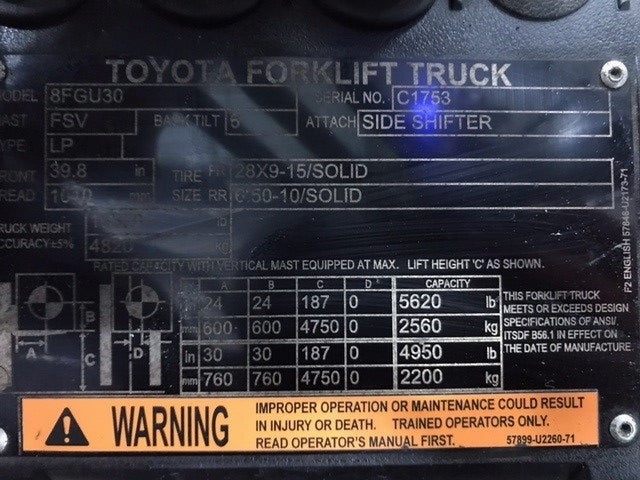 TOYOTA FORKLIFT TRUCK
MODEL 8FGU30 SERIAL NO. C1753
MAST FSV BACK TILT 6 ATTACH SIDE SHIFTER
TYPE LP
FRONT 39.8 in TIRE FR 28X9-15/SOLID
TREAD mm SIZE RR 6.50-10/SOLID
TRUCK WEIGHT
ACCURACY±5% 4820 kg
RATED CAPACITY WITH VERTICAL MAST EQUIPPED AT MAX. LIFT HEIGHT 'C' AS SHOWN.
A B C D CAPACITY
in 24 24 187 0 5620 lb
mm 600 600 4750 0 2560 kg
in 30 30 187 0 4950 lb
mm 760 760 4750 0 2200 kg
A B C D
THIS FORKLIFT TRUCK
MEETS OR EXCEEDS DESIGN
SPECIFICATIONS OF ANSI/
ITSDF B56.1 IN EFFECT ON
THE DATE OF MANUFACTURE.
F2 ENGLISH 57846-U2173-71
WARNING
IMPROPER OPERATION OR MAINTENANCE COULD RESULT
IN INJURY OR DEATH. TRAINED OPERATORS ONLY.
READ OPERATOR'S MANUAL FIRST. 57899-U2260-71